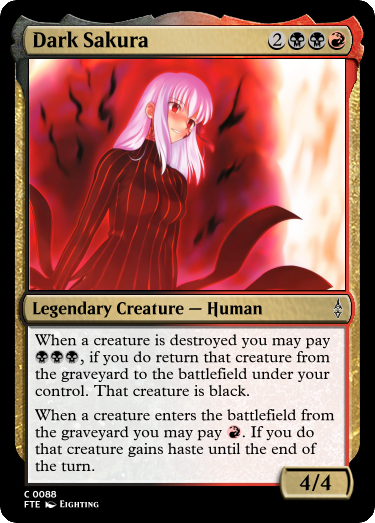 Dark Sakura 2
Legendary Creature — Human
When a creature is destroyed you may pay
, if you do return that creature from
the graveyard to the battlefield under your
control. That creature is black.
When a creature enters the battlefield from
the graveyard you may pay . If you do
that creature gains haste until the end of
the turn.
4/4
C 0088
FTE Eighting